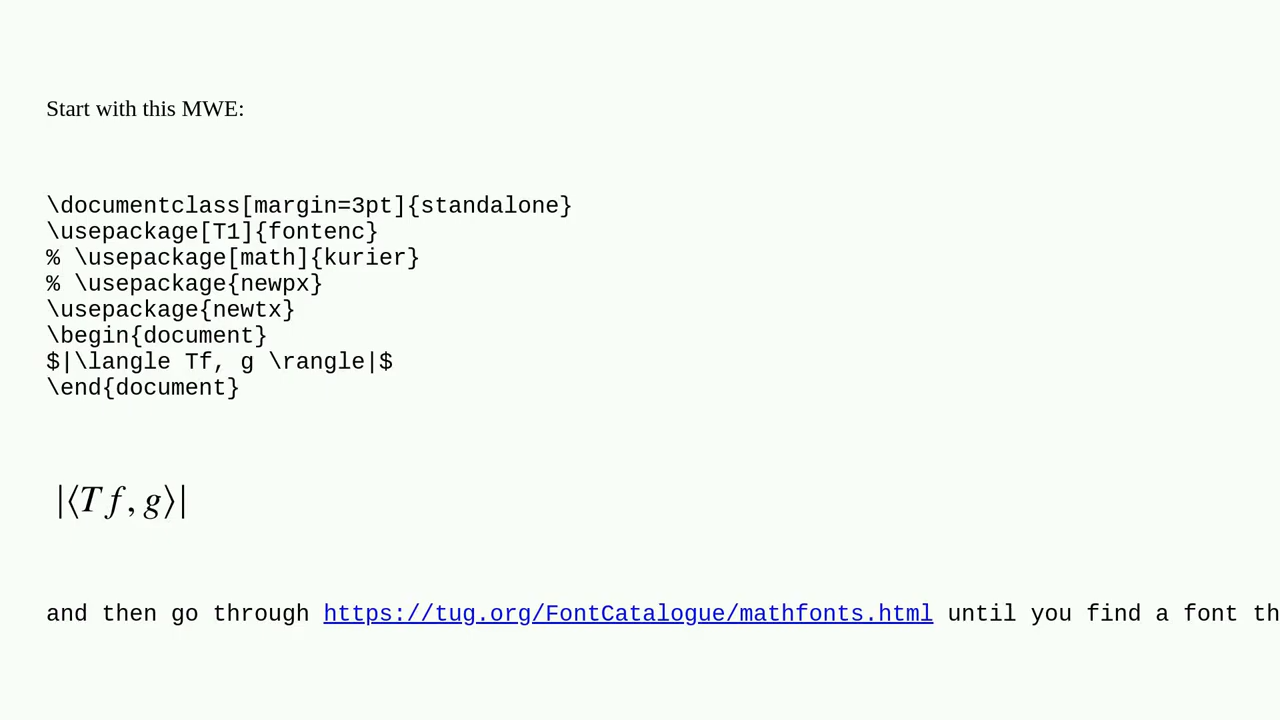 Start with this MWE:
\documentclass[margin=3pt]{standalone}
\usepackage[T1]{fontenc}
% \usepackage[math]{kurier}
% \usepackage{newpx}
\usepackage{newtx}
\begin{document}
$|\langle Tf, g \rangle|$
\end{document}
|⟨T f, g⟩|
and then go through https://tug.org/FontCatalogue/mathfonts.html until you find a font th